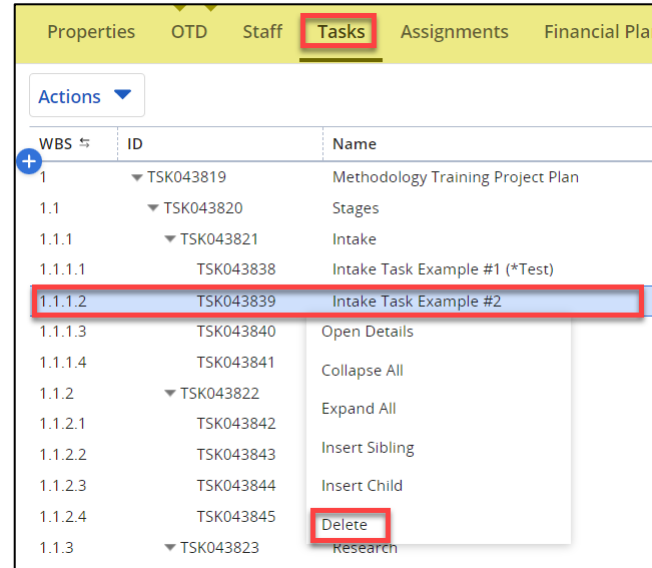 Properties OTD Staff Tasks Assignments Financial Pla
Actions
WBS ID Name
1 TSK043819 Methodology Training Project Plan
1.1 TSK043820 Stages
1.1.1 TSK043821 Intake
1.1.1.1 TSK043838 Intake Task Example #1 (*Test)
1.1.1.2 TSK043839 Intake Task Example #2
1.1.1.3 TSK043840 Open Details
1.1.1.4 TSK043841 Collapse All
1.1.2 TSK043822 Expand All
1.1.2.1 TSK043842
1.1.2.2 TSK043843 Insert Sibling
1.1.2.3 TSK043844 Insert Child
1.1.2.4 TSK043845 Delete
1.1.3 TSK043823 Research